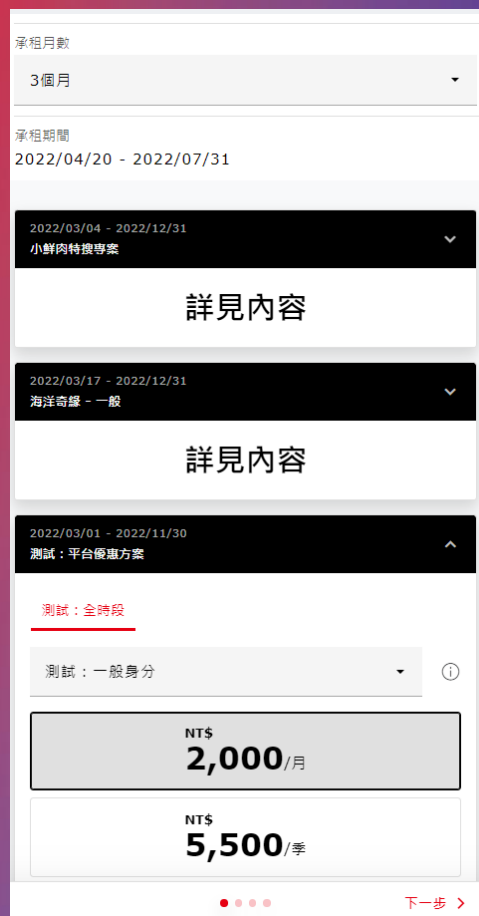 承租月數
3個月
承租期間
2022/04/20 - 2022/07/31
2022/03/04 - 2022/12/31
小鮮肉特搜專案
詳見內容
2022/03/17 - 2022/12/31
海洋奇緣 - 一般
詳見內容
2022/03/01 - 2022/11/30
測試：平台優惠方案
測試：全時段
測試：一般身分
NT$
2,000/月
NT$
5,500/季
下一步